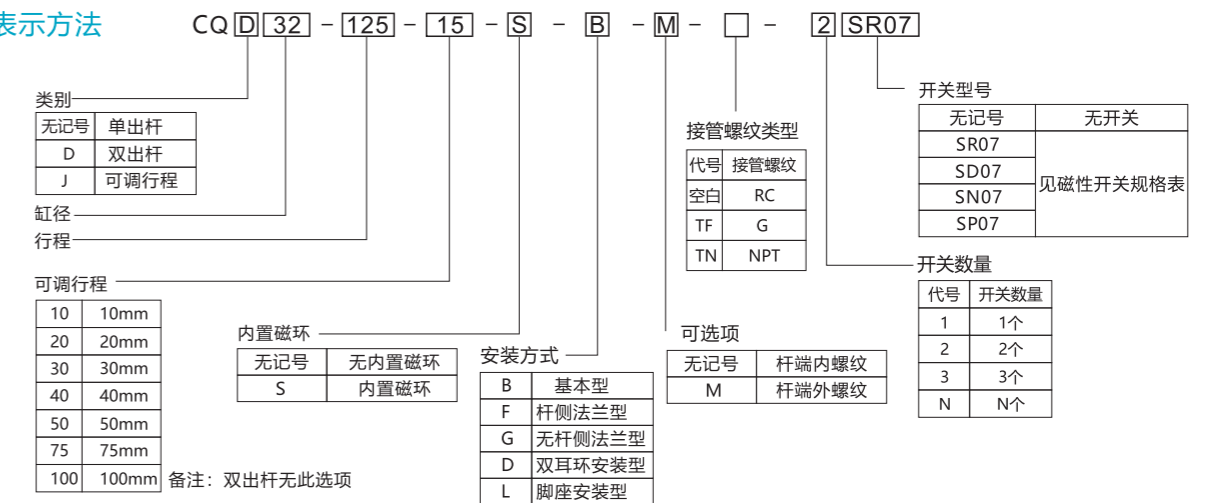 表示方法
CQ D 32 - 125 - 15 - S - B - M - □ - 2 SR07
类别
无记号 单出杆
D 双出杆
J 可调行程
缸径
行程
可调行程
10 10mm
20 20mm
30 30mm
40 40mm
50 50mm
75 75mm
100 100mm
备注：双出杆无此选项
内置磁环
无记号 无内置磁环
S 内置磁环
安装方式
B 基本型
F 杆侧法兰型
G 无杆侧法兰型
D 双耳环安装型
L 脚座安装型
可选项
无记号 杆端内螺纹
M 杆端外螺纹
接管螺纹类型
代号 接管螺纹
空白 RC
TF G
TN NPT
开关型号
无记号 无开关
SR07
SD07
见磁性开关规格表
SN07
SP07
开关数量
代号 开关数量
1 1个
2 2个
3 3个
N N个